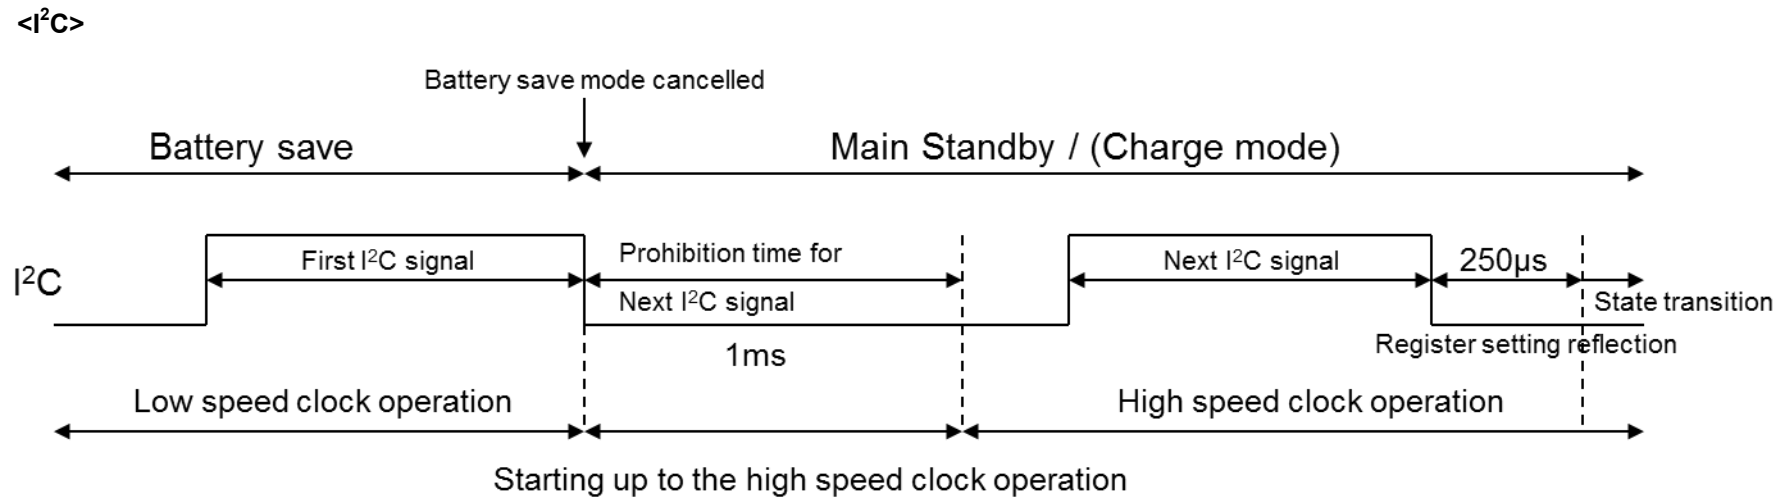 <I²C>
Battery save mode cancelled
Battery save
Main Standby / (Charge mode)
I²C
First I²C signal
Prohibition time for
Next I²C signal
Next I²C signal
250μs
State transition
Register setting reflection
1ms
Low speed clock operation
High speed clock operation
Starting up to the high speed clock operation